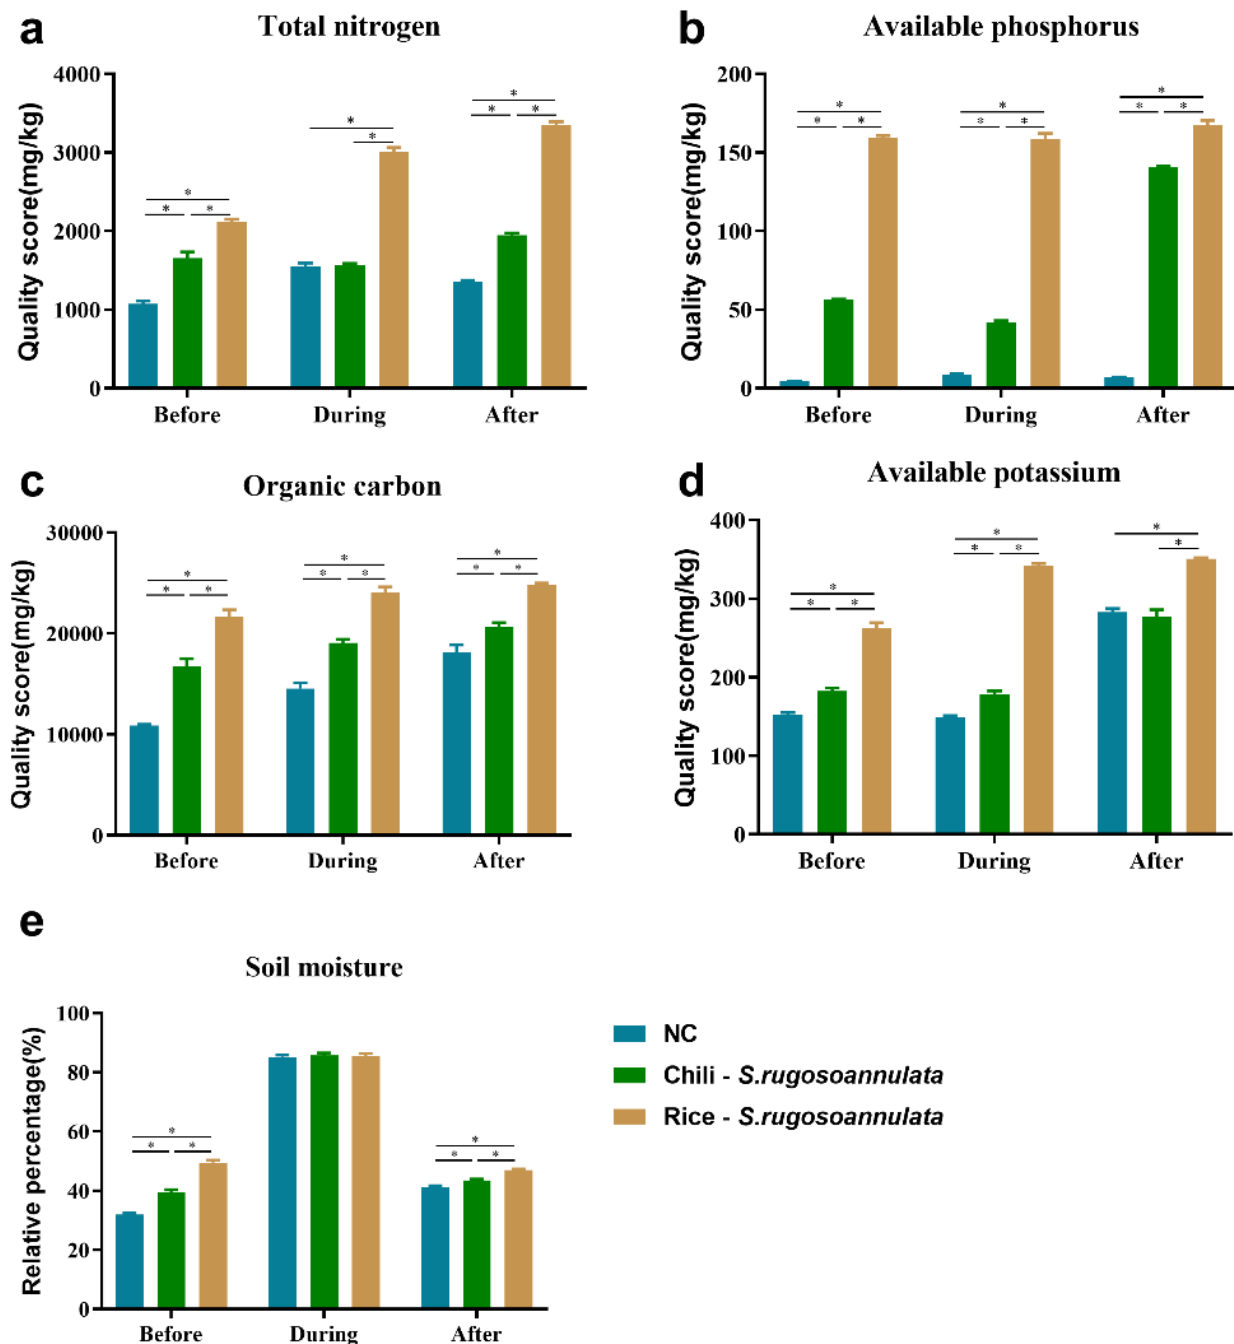 a
Total nitrogen
Quality score(mg/kg)
4000
3000
2000
1000
0
* * *
* *
* * *
Before During After
b
Available phosphorus
Quality score(mg/kg)
200
150
100
50
0
* * *
* * *
* * *
Before During After
c
Organic carbon
Quality score(mg/kg)
30000
20000
10000
0
* * *
* * *
* * *
Before During After
d
Available potassium
Quality score(mg/kg)
400
300
200
100
0
* * *
* * *
* *
Before During After
e
Soil moisture
Relative percentage(%)
100
80
60
40
20
0
* * *
* * *
Before During After
NC
Chili - S.rugosoannulata
Rice - S.rugosoannulata